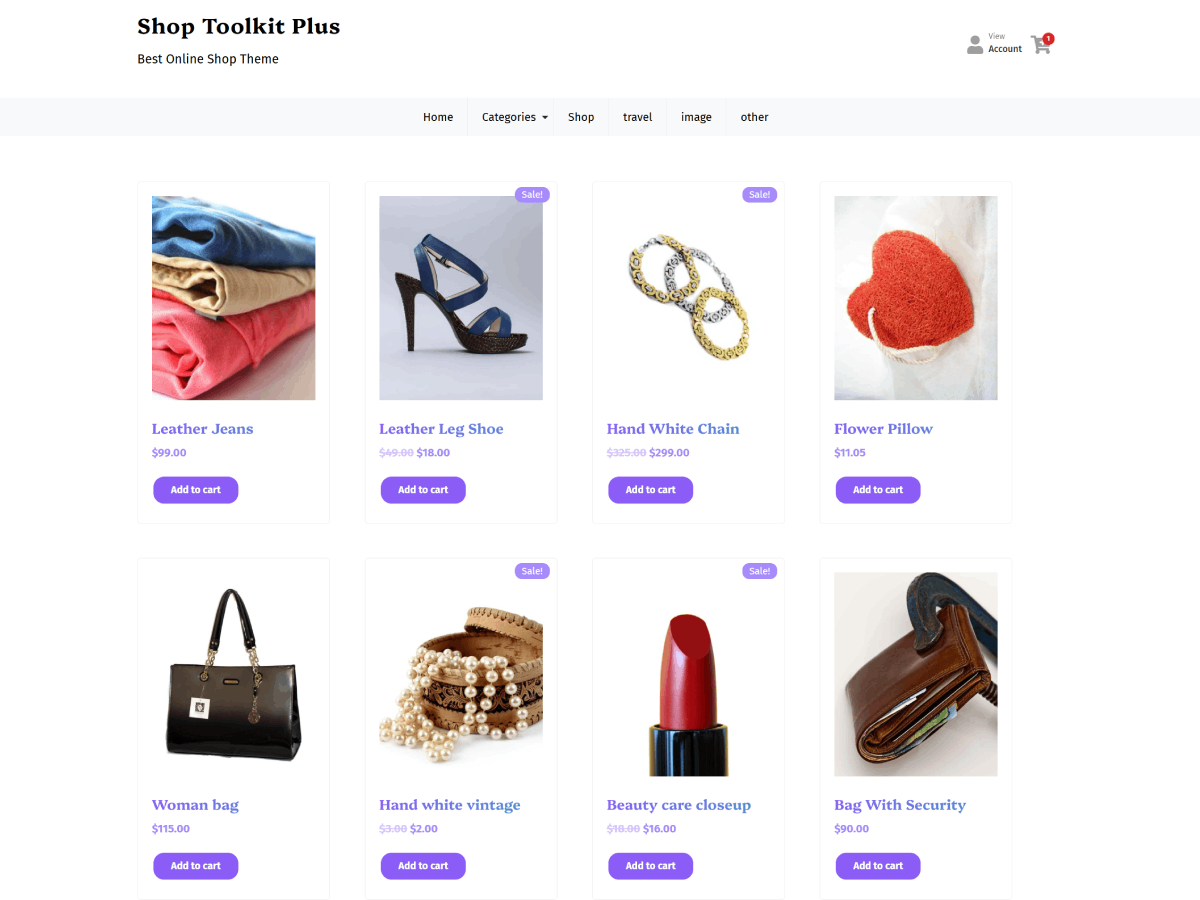 Shop Toolkit Plus
Best Online Shop Theme
View
Account
1
Home
Categories
Shop
travel
image
other
Leather Jeans
$99.00
Add to cart
Sale!
Leather Leg Shoe
$49.00 $18.00
Add to cart
Sale!
Hand White Chain
$325.00 $299.00
Add to cart
Flower Pillow
$11.05
Add to cart
Woman bag
$115.00
Add to cart
Sale!
Hand white vintage
$3.00 $2.00
Add to cart
Sale!
Beauty care closeup
$18.00 $16.00
Add to cart
Bag With Security
$90.00
Add to cart